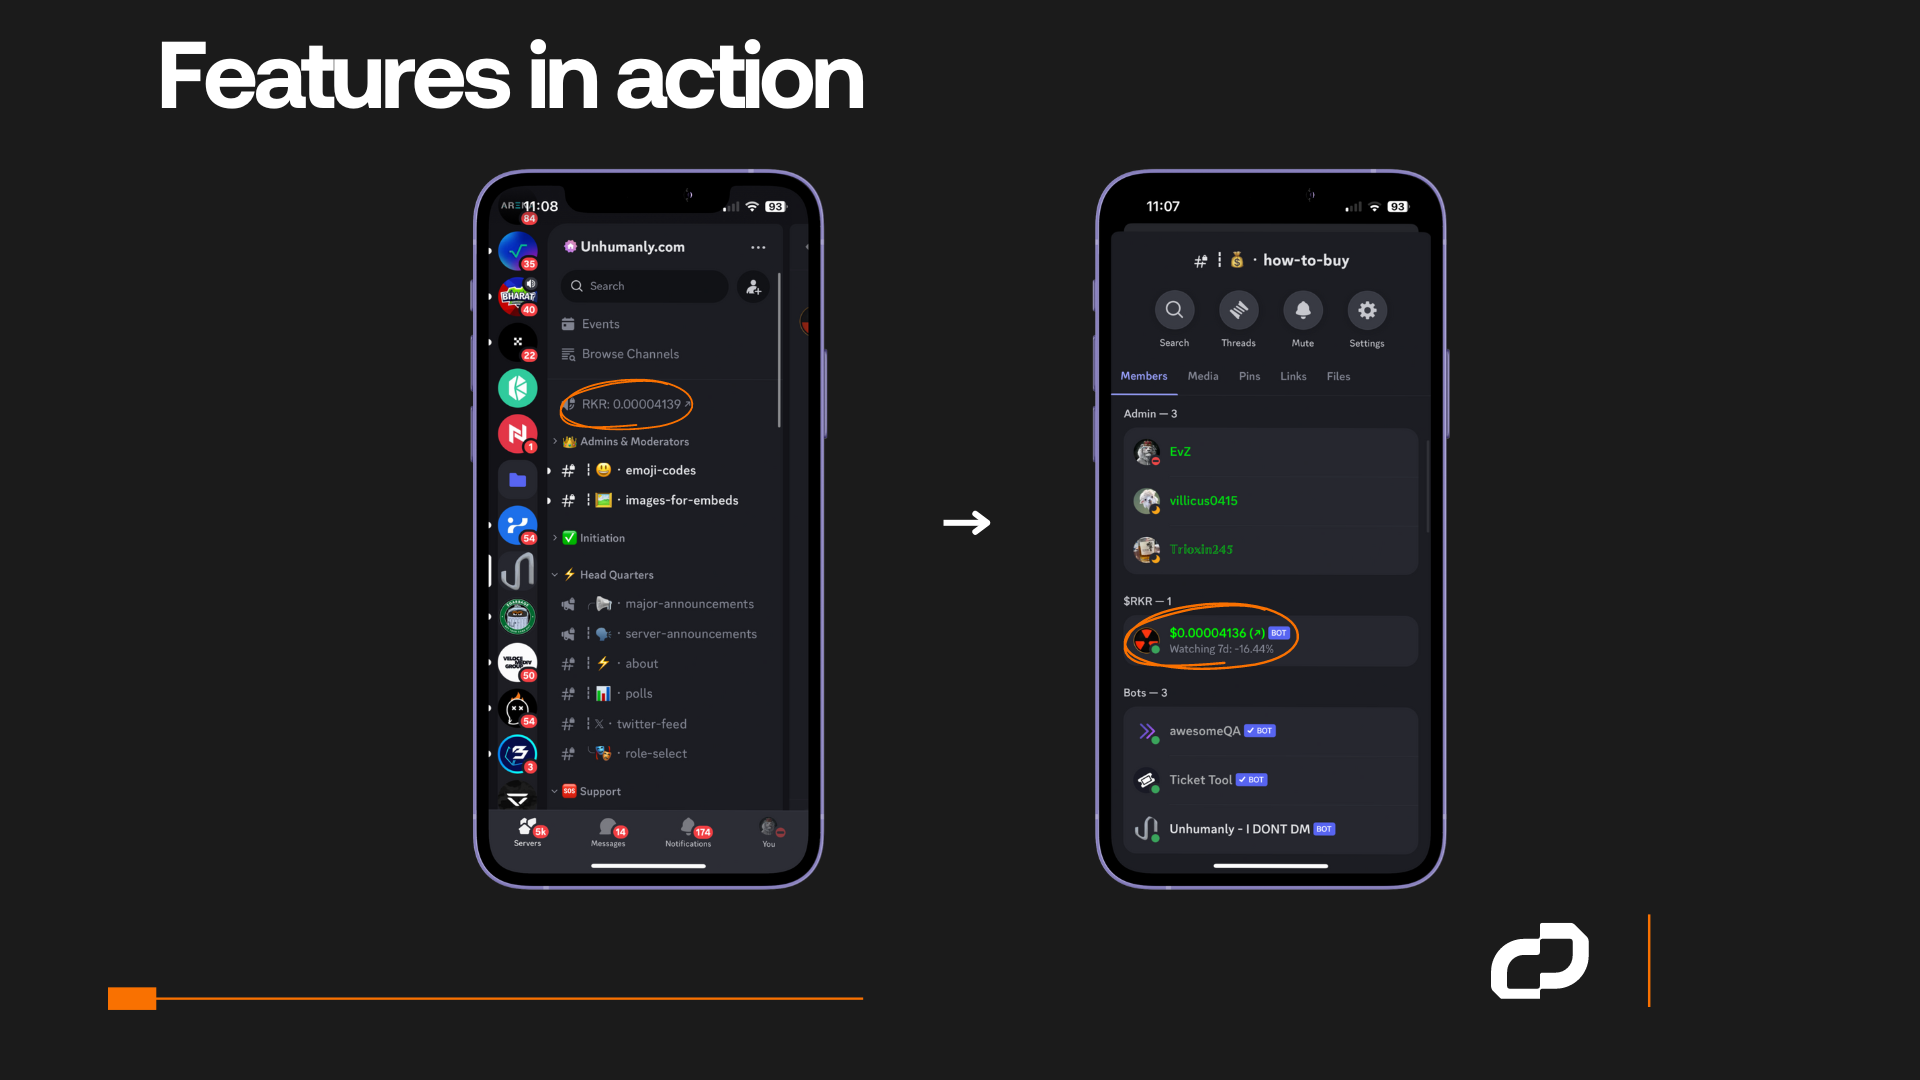 Features in action
11:08
93
84
35
BHARAT
40
22
1
54
VELOCE
MEDIA
GROUP
50
54
3
Unhumanly.com
Search
Events
Browse Channels
RKR: 0.00004139 ↗
Admins & Moderators
emoji-codes
images-for-embeds
Initiation
Head Quarters
major-announcements
server-announcements
about
polls
twitter-feed
role-select
SOS Support
5k
14
174
Servers
Messages
Notifications
You
11:07
93
# ¦ 💰 · how-to-buy
Search
Threads
Mute
Settings
Members
Media
Pins
Links
Files
Admin — 3
EvZ
villicus0415
Trioxin245
$RKR — 1
$0.00004136 (↗) BOT
Watching 7d: -16.44%
Bots — 3
awesomeQA ✓ BOT
Ticket Tool ✓ BOT
Unhumanly - I DONT DM BOT